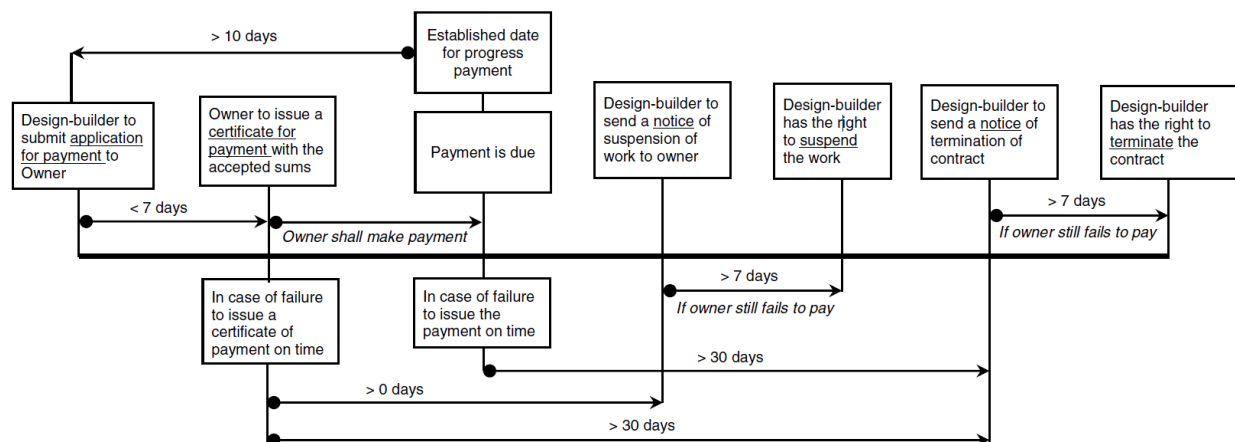 > 10 days
Established date
for progress
payment
Design-builder to
submit application
for payment to
Owner
Owner to issue a
certificate for
payment with the
accepted sums
Payment is due
Design-builder to
send a notice of
suspension of
work to owner
Design-builder
has the right
to suspend
the work
Design-builder to
send a notice of
termination of
contract
Design-builder
has the right to
terminate the
contract
< 7 days
Owner shall make payment
> 7 days
If owner still fails to pay
In case of failure
to issue a
certificate of
payment on time
In case of failure
to issue the
payment on time
> 7 days
If owner still fails to pay
> 30 days
> 0 days
> 30 days